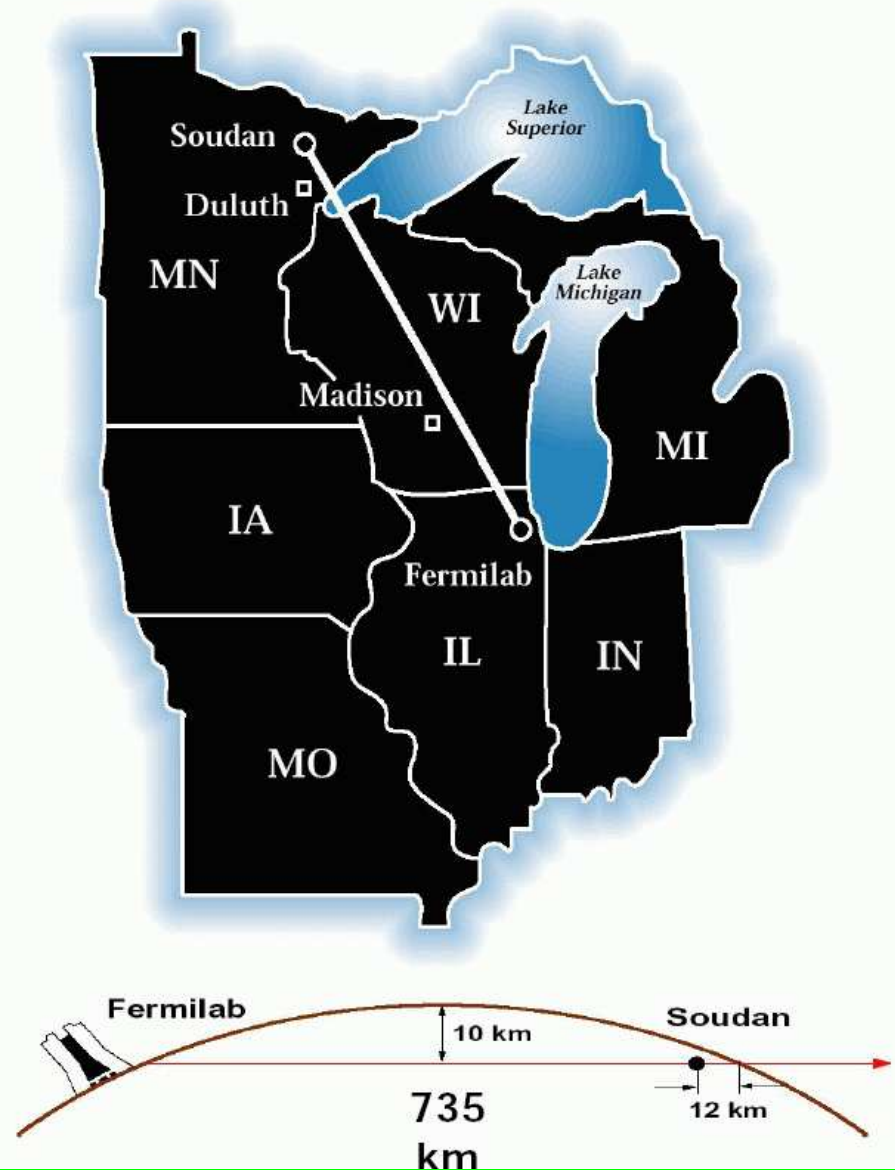 Lake
Superior
Soudan
Duluth
MN
Lake
Michigan
WI
Madison
MI
IA
Fermilab
IL
IN
MO
Fermilab
Soudan
10 km
735
km
12 km